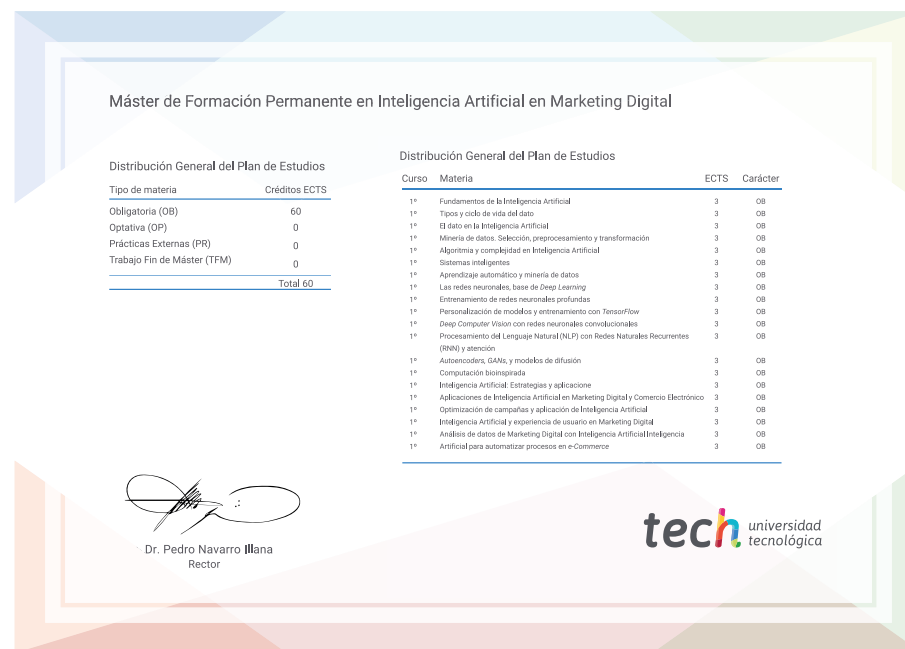 Máster de Formación Permanente en Inteligencia Artificial en Marketing Digital
Distribución General del Plan de Estudios
Tipo de materia Créditos ECTS
Obligatoria (OB) 60
Optativa (OP) 0
Prácticas Externas (PR) 0
Trabajo Fin de Máster (TFM) 0
Total 60
Distribución General del Plan de Estudios
Curso Materia ECTS Carácter
1º Fundamentos de la Inteligencia Artificial 3 OB
1º Tipos y ciclo de vida del dato 3 OB
1º El dato en la Inteligencia Artificial 3 OB
1º Minería de datos. Selección, preprocesamiento y transformación 3 OB
1º Algoritmia y complejidad en Inteligencia Artificial 3 OB
1º Sistemas inteligentes 3 OB
1º Aprendizaje automático y minería de datos 3 OB
1º Las redes neuronales, base de Deep Learning 3 OB
1º Entrenamiento de redes neuronales profundas 3 OB
1º Personalización de modelos y entrenamiento con TensorFlow 3 OB
1º Deep Computer Vision con redes neuronales convolucionales 3 OB
1º Procesamiento del Lenguaje Natural (NLP) con Redes Naturales Recurrentes 3 OB
(RNN) y atención
1º Autoencoders, GANs, y modelos de difusión 3 OB
1º Computación bioinspirada 3 OB
1º Inteligencia Artificial: Estrategias y aplicacione 3 OB
1º Aplicaciones de Inteligencia Artificial en Marketing Digital y Comercio Electrónico 3 OB
1º Optimización de campañas y aplicación de Inteligencia Artificial 3 OB
1º Inteligencia Artificial y experiencia de usuario en Marketing Digital 3 OB
1º Análisis de datos de Marketing Digital con Inteligencia Artificial Inteligencia 3 OB
1º Artificial para automatizar procesos en e-Commerce 3 OB
Dr. Pedro Navarro Illana
Rector
tech universidad
tecnológica